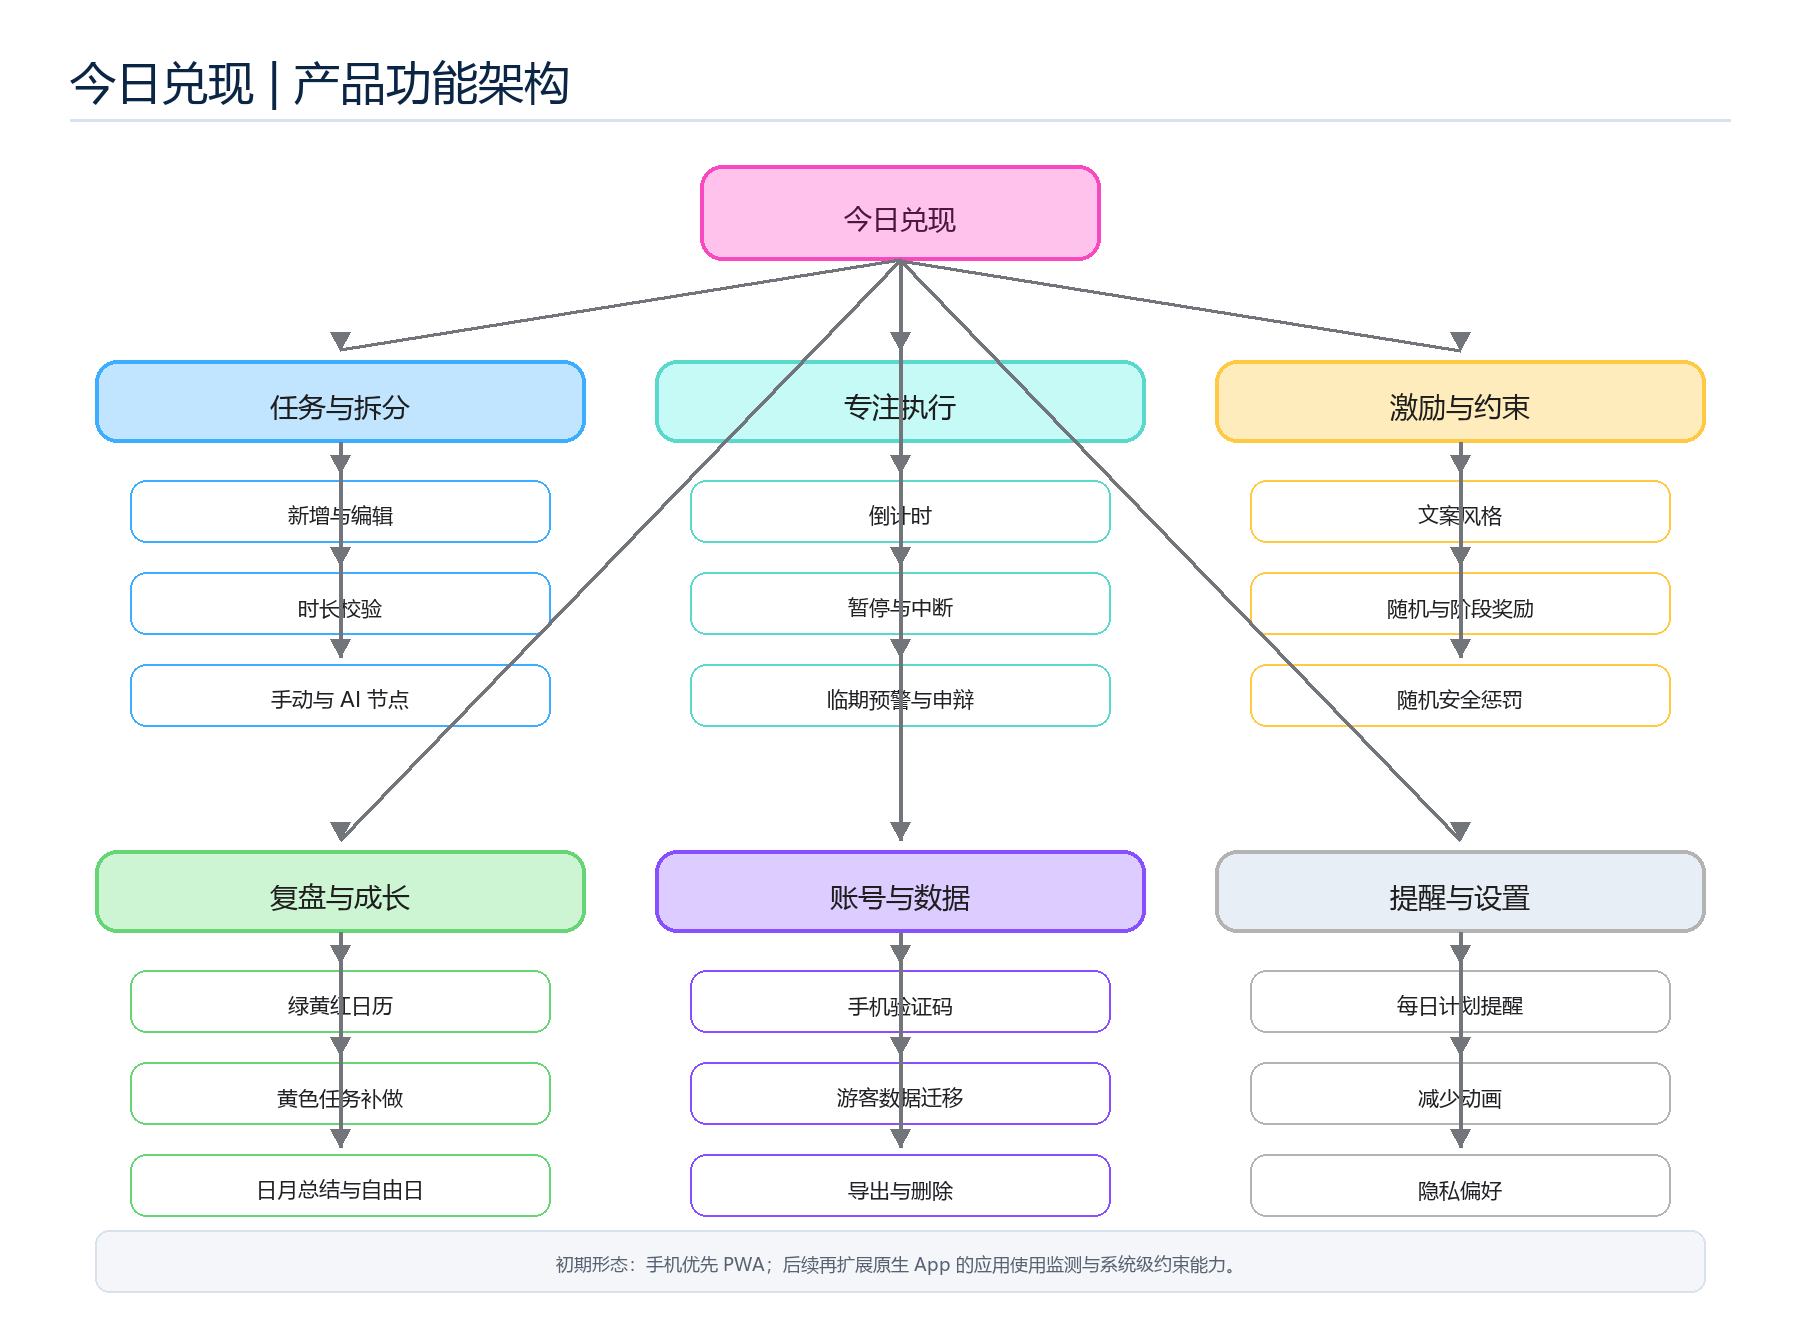 今日兑现 | 产品功能架构
今日兑现
任务与拆分
专注执行
激励与约束
新增与编辑
倒计时
文案风格
时长校验
暂停与中断
随机与阶段奖励
手动与 AI 节点
临期预警与申辩
随机安全惩罚
复盘与成长
账号与数据
提醒与设置
绿黄红日历
手机验证码
每日计划提醒
黄色任务补做
游客数据迁移
减少动画
日月总结与自由日
导出与删除
隐私偏好
初期形态：手机优先 PWA；后续再扩展原生 App 的应用使用监测与系统级约束能力。